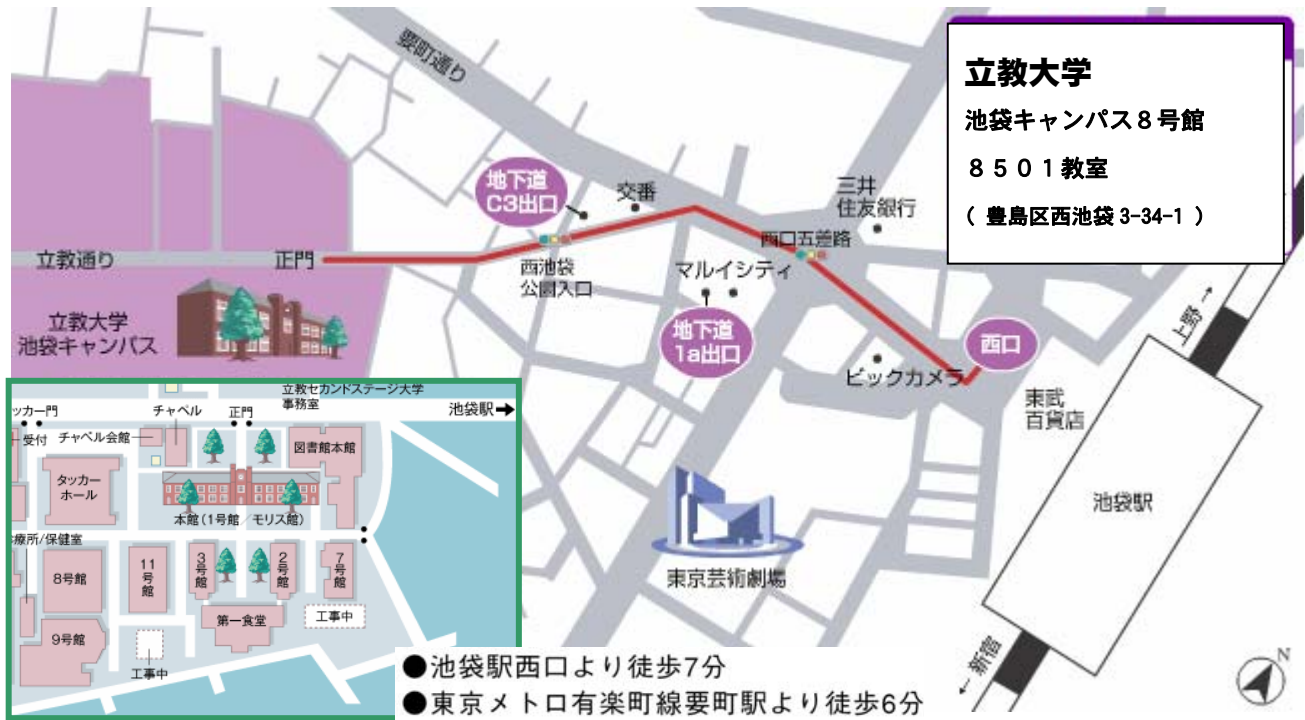 立教大学
池袋キャンパス8号館
8501教室
( 豊島区西池袋 3-34-1 )
要町通り
地下道
C3出口
交番
三井
住友銀行
西口五差路
立教通り
正門
西池袋
公園入口
マルイシティ
地下道
1a出口
西口
上野→
立教大学
池袋キャンパス
ビックカメラ
東武
百貨店
池袋駅
東京芸術劇場
←新宿
N
立教セカンドステージ大学
事務室
ッカー門
チャペル
正門
池袋駅➡
受付
チャペル会館
図書館本館
タッカー
ホール
本館(1号館/モリス館)
療所/保健室
8号館
11号館
3号館
2号館
7号館
9号館
第一食堂
工事中
工事中
●池袋駅西口より徒歩7分
●東京メトロ有楽町線要町駅より徒歩6分